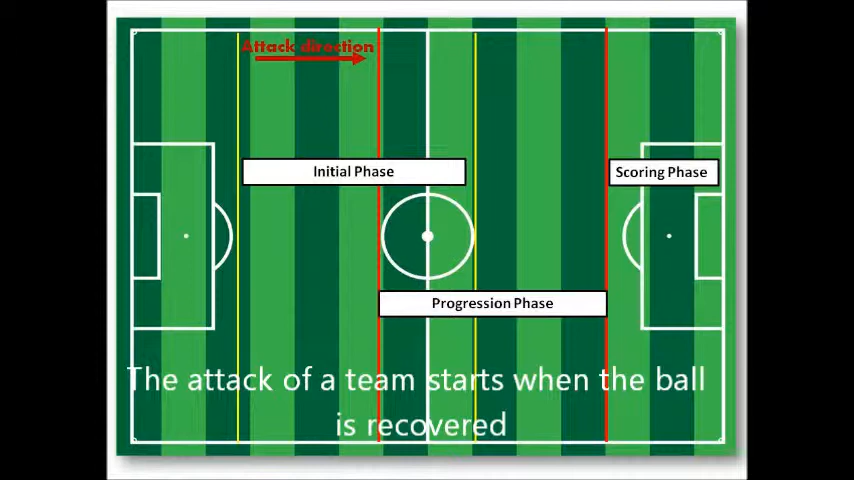 Attack direction
Initial Phase
Scoring Phase
Progression Phase
The attack of a team starts when the ball
is recovered